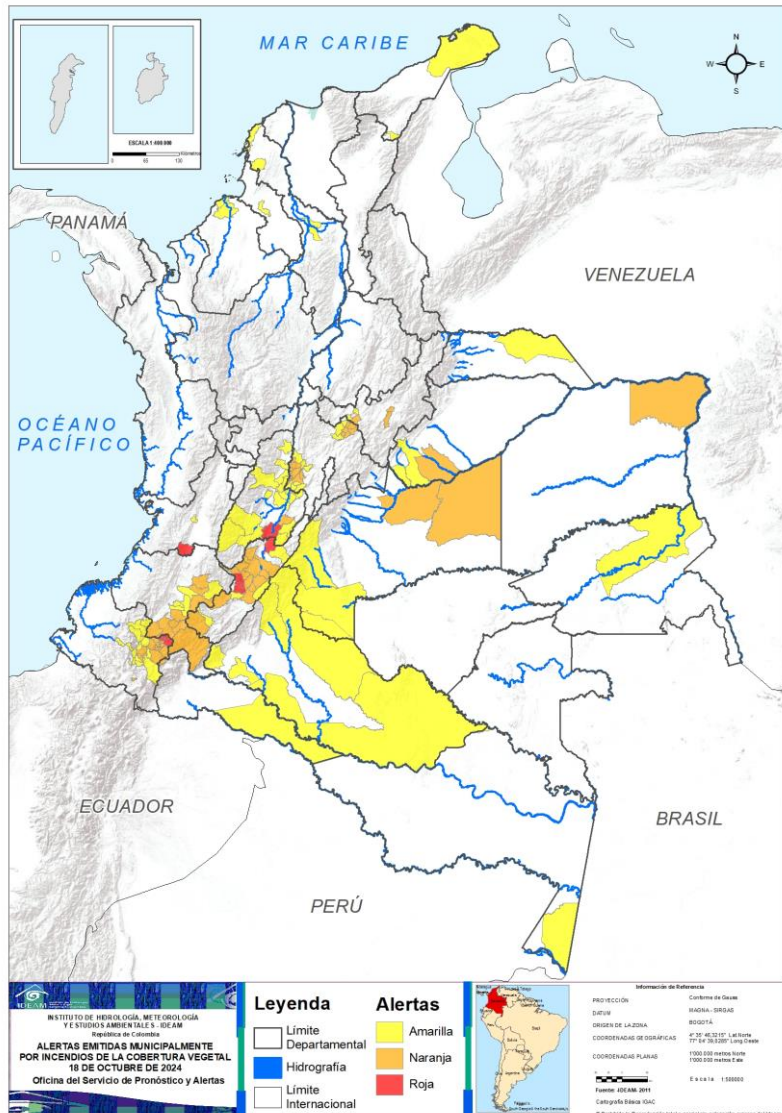 MAR CARIBE
N
W
E
S
ESCALA 1:400.000
0
65
130
PANAMÁ
VENEZUELA
OCÉANO
PACÍFICO
ECUADOR
BRASIL
PERÚ
IDEAM
INSTITUTO DE HIDROLOGÍA, METEOROLOGÍA
Y ESTUDIOS AMBIENTALES - IDEAM
República de Colombia
ALERTAS EMITIDAS MUNICIPALMENTE
POR INCENDIOS DE LA COBERTURA VEGETAL
18 DE OCTUBRE DE 2024
Oficina del Servicio de Pronóstico y Alertas
Leyenda
Límite
Departamental
Hidrografía
Límite
Internacional
Alertas
Amarilla
Naranja
Roja
Información de Referencia
PROYECCIÓN
Conforme de Gauss
DATUM
MAGNA - SIRGAS
ORIGEN DE LA ZONA
BOGOTÁ
COORDENADAS GEOGRÁFICAS
COORDENADAS PLANAS
1'000.000 metros Norte
1'000.000 metros Este
Fuente: IDEAM. 2011
Cartografía Básica: IGAC